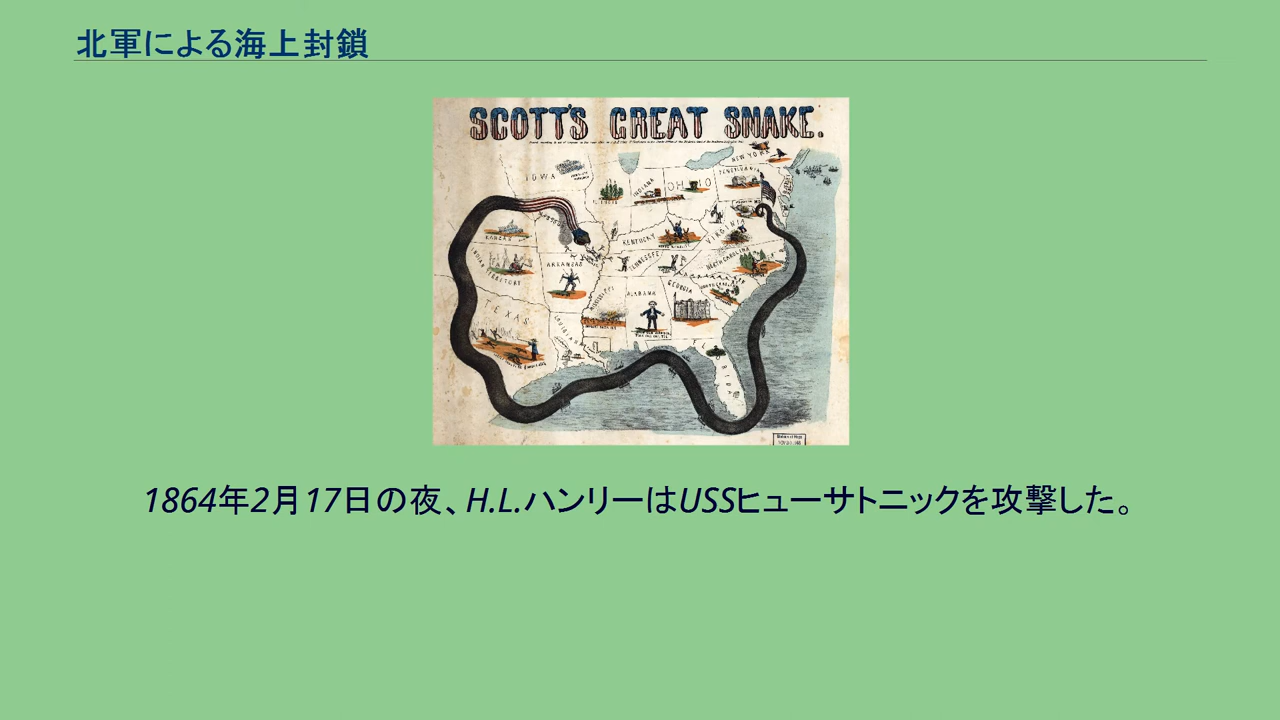 北軍による海上封鎖
SCOTT'S GREAT SNAKE.
NEW YORK
IOWA
INDIANA
OHIO
KANSAS
KENTUCKY
VIRGINIA
TENNESSEE
NORTH CAROLINA
ARKANSAS
TEXAS
ALABAMA
GEORGIA
LOUISIANA
FLORIDA
1864年2月17日の夜、H.L.ハンリーはUSSヒューサトニックを攻撃した。